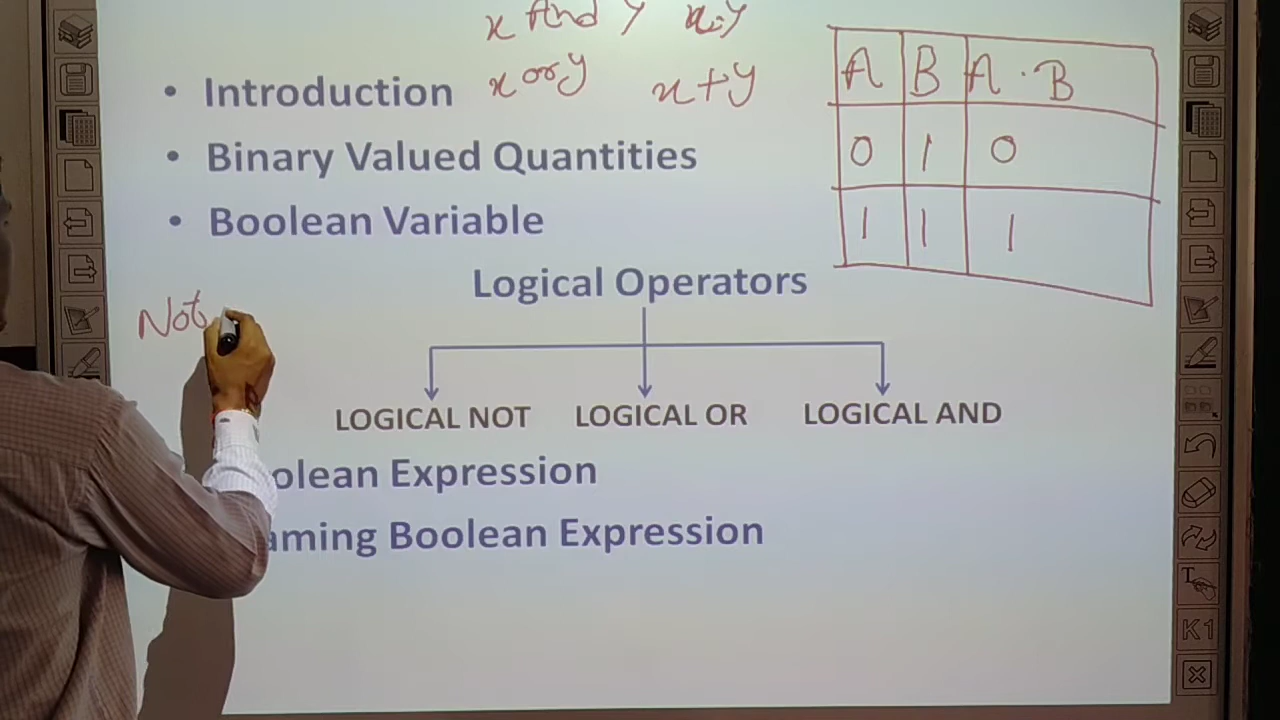 x And y x.y
• Introduction x or y x+y
• Binary Valued Quantities
• Boolean Variable
A B A . B
0 1 0
1 1 1
Logical Operators
Not
LOGICAL NOT LOGICAL OR LOGICAL AND
olean Expression
aming Boolean Expression
T
K1